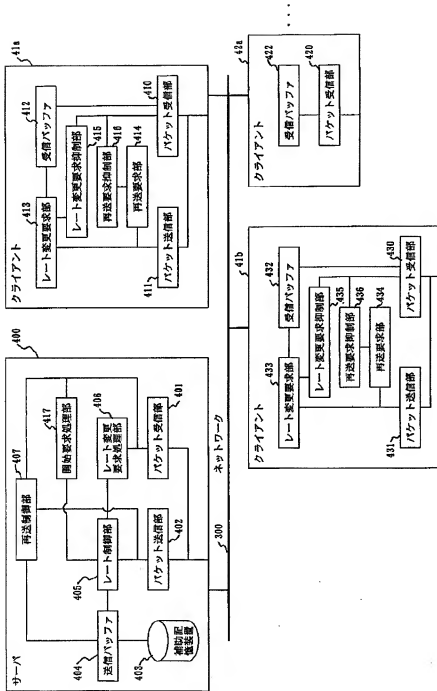 サーバ
400
再送制御部
407
417
開始要求処理部
406
レート変更
要求処理部
401
パケット受信部
404
送信バッファ
405
レート制御部
402
パケット送信部
403
補助記
憶装置
ネットワーク
300
クライアント
41a
412
受信バッファ
413
レート変更要求部
レート変更要求抑制部
415
再送要求抑制部
416
再送要求部
414
410
パケット受信部
411
パケット送信部
クライアント
41b
432
受信バッファ
433
レート変更要求部
レート変更要求抑制部
435
再送要求抑制部
436
再送要求部
434
430
パケット受信部
431
パケット送信部
クライアント
42a
422
受信バッファ
420
パケット受信部